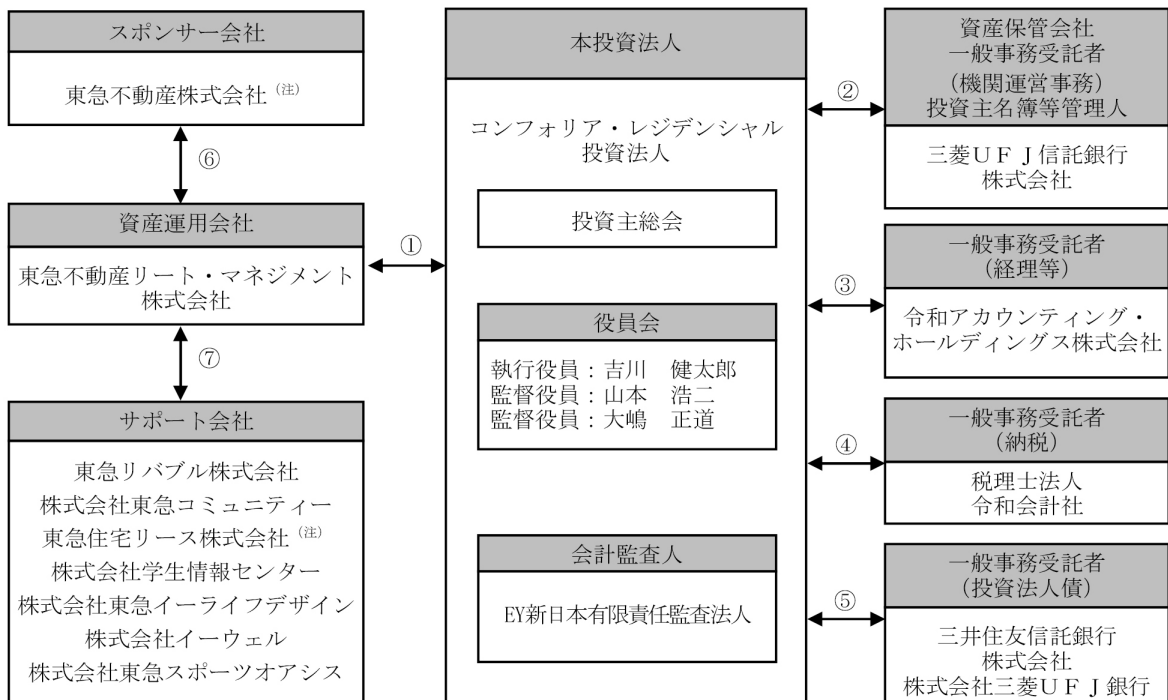 スポンサー会社
東急不動産株式会社 (注)
⑥
資産運用会社
東急不動産リート・マネジメント
株式会社
⑦
サポート会社
東急リバブル株式会社
株式会社東急コミュニティー
東急住宅リース株式会社 (注)
株式会社学生情報センター
株式会社東急イーライフデザイン
株式会社イーウェル
株式会社東急スポーツオアシス
①
本投資法人
コンフォリア・レジデンシャル
投資法人
投資主総会
役員会
執行役員：吉川　健太郎
監督役員：山本　浩二
監督役員：大嶋　正道
会計監査人
EY新日本有限責任監査法人
②
資産保管会社
一般事務受託者
(機関運営事務)
投資主名簿等管理人
三菱ＵＦＪ信託銀行
株式会社
③
一般事務受託者
(経理等)
令和アカウンティング・
ホールディングス株式会社
④
一般事務受託者
(納税)
税理士法人
令和会計社
⑤
一般事務受託者
(投資法人債)
三井住友信託銀行
株式会社
株式会社三菱ＵＦＪ銀行